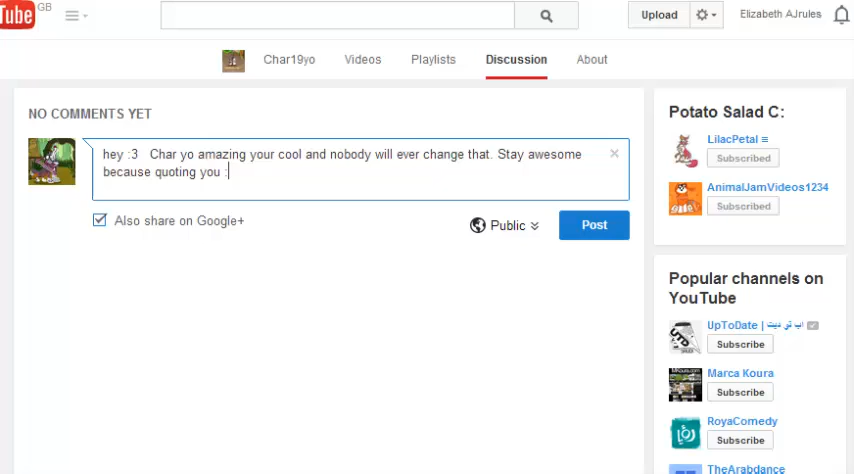 Tube GB
Upload
Elizabeth AJrules
Char19yo Videos Playlists Discussion About
NO COMMENTS YET
hey :3 Char yo amazing your cool and nobody will ever change that. Stay awesome
because quoting you :
Also share on Google+
Public
Post
Potato Salad C:
LilacPetal =
Subscribed
AnimalJamVideos1234
Subscribed
Popular channels on
YouTube
UpToDate | اب تو ديت
Subscribe
Marca Koura
Subscribe
RoyaComedy
Subscribe
TheArabdance